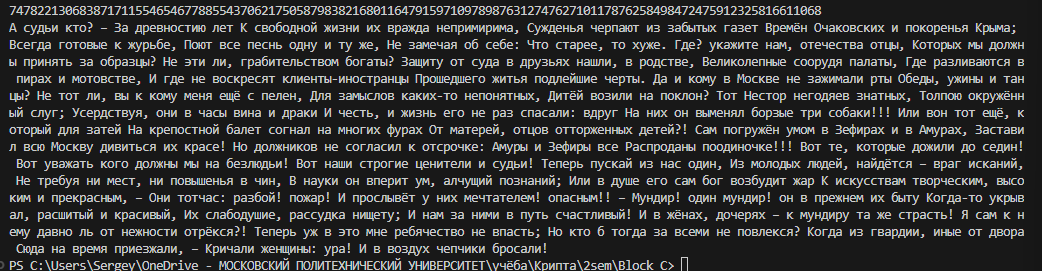 74782213068387171155465467788554370621750587983821680116479159710978987631274762710117876258498472475912325816611068
А судьи кто? – За древностию лет К свободной жизни их вражда непримирима, Сужденья черпают из забытых газет Времён Очаковских и покоренья Крыма;
Всегда готовые к журьбе, Поют все песнь одну и ту же, Не замечая об себе: Что старее, то хуже. Где? укажите нам, отечества отцы, Которых мы должн
ы принять за образцы? Не эти ли, грабительством богаты? Защиту от суда в друзьях нашли, в родстве, Великолепные соорудя палаты, Где разливаются в
пирах и мотовстве, И где не воскресят клиенты-иностранцы Прошедшего житья подлейшие черты. Да и кому в Москве не зажимали рты Обеды, ужины и тан
цы? Не тот ли, вы к кому меня ещё с пелен, Для замыслов каких-то непонятных, Дитёй возили на поклон? Тот Нестор негодяев знатных, Толпою окружённ
ый слуг; Усердствуя, они в часы вина и драки И честь, и жизнь его не раз спасали: вдруг На них он выменял борзые три собаки!!! Или вон тот ещё, к
оторый для затей На крепостной балет согнал на многих фурах От матерей, отцов отторженных детей?! Сам погружён умом в Зефирах и в Амурах, Застави
л всю Москву дивиться их красе! Но должников не согласил к отсрочке: Амуры и Зефиры все Распроданы поодиночке!!! Вот те, которые дожили до седин!
Вот уважать кого должны мы на безлюдьи! Вот наши строгие ценители и судьи! Теперь пускай из нас один, Из молодых людей, найдётся – враг исканий,
Не требуя ни мест, ни повышенья в чин, В науки он вперит ум, алчущий познаний; Или в душе его сам бог возбудит жар К искусствам творческим, высо
ким и прекрасным, – Они тотчас: разбой! пожар! И прослывёт у них мечтателем! опасным!! – Мундир! один мундир! он в прежнем их быту Когда-то укрыв
ал, расшитый и красивый, Их слабодушие, рассудка нищету; И нам за ними в путь счастливый! И в жёнах, дочерях – к мундиру та же страсть! Я сам к н
ему давно ль от нежности отрёкся?! Теперь уж в это мне ребячество не впасть; Но кто б тогда за всеми не повлекся? Когда из гвардии, иные от двора
Сюда на время приезжали, – Кричали женщины: ура! И в воздух чепчики бросали!
PS C:\Users\Sergey\OneDrive - МОСКОВСКИЙ ПОЛИТЕХНИЧЕСКИЙ УНИВЕРСИТЕТ\учёба\Крипта\2sem\Block C>